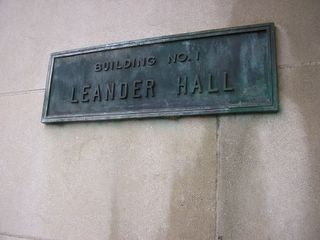 BUILDING NO. 1
LEANDER HALL